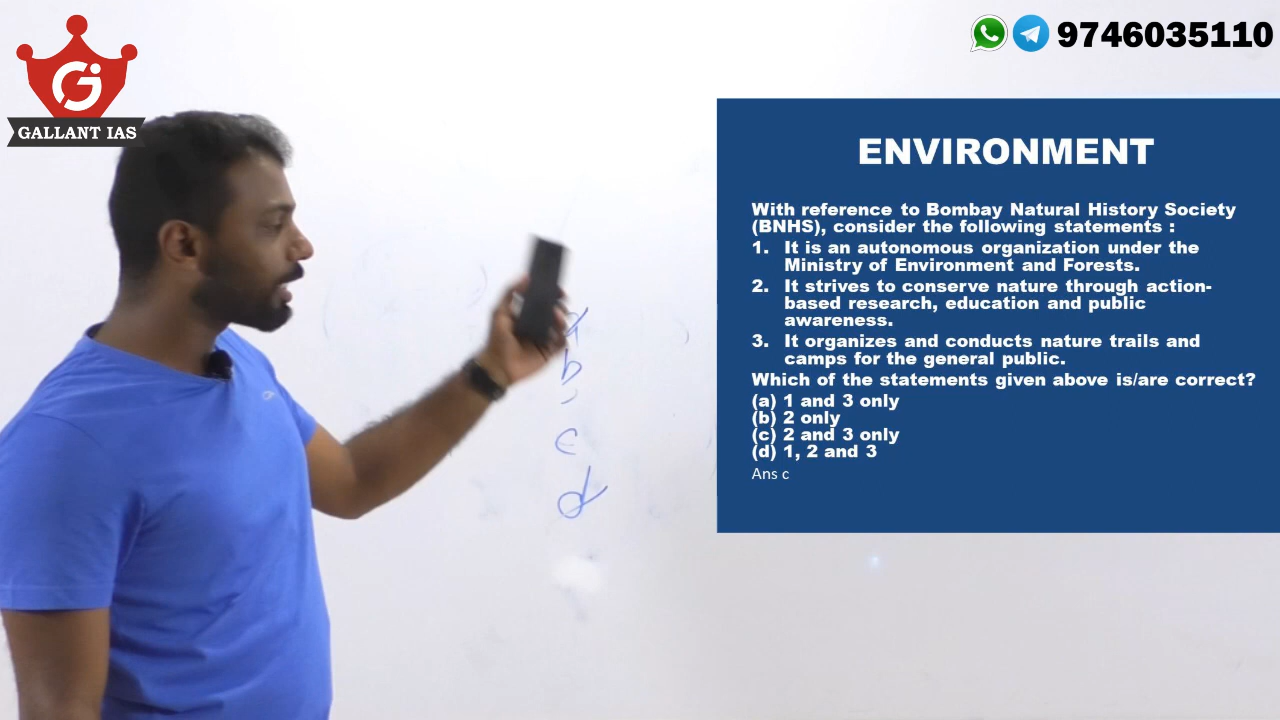 9746035110
GALLANT IAS
ENVIRONMENT
With reference to Bombay Natural History Society
(BNHS), consider the following statements :
1. It is an autonomous organization under the
Ministry of Environment and Forests.
2. It strives to conserve nature through action-
based research, education and public
awareness.
3. It organizes and conducts nature trails and
camps for the general public.
Which of the statements given above is/are correct?
(a) 1 and 3 only
(b) 2 only
(c) 2 and 3 only
(d) 1, 2 and 3
Ans c
b
c
d